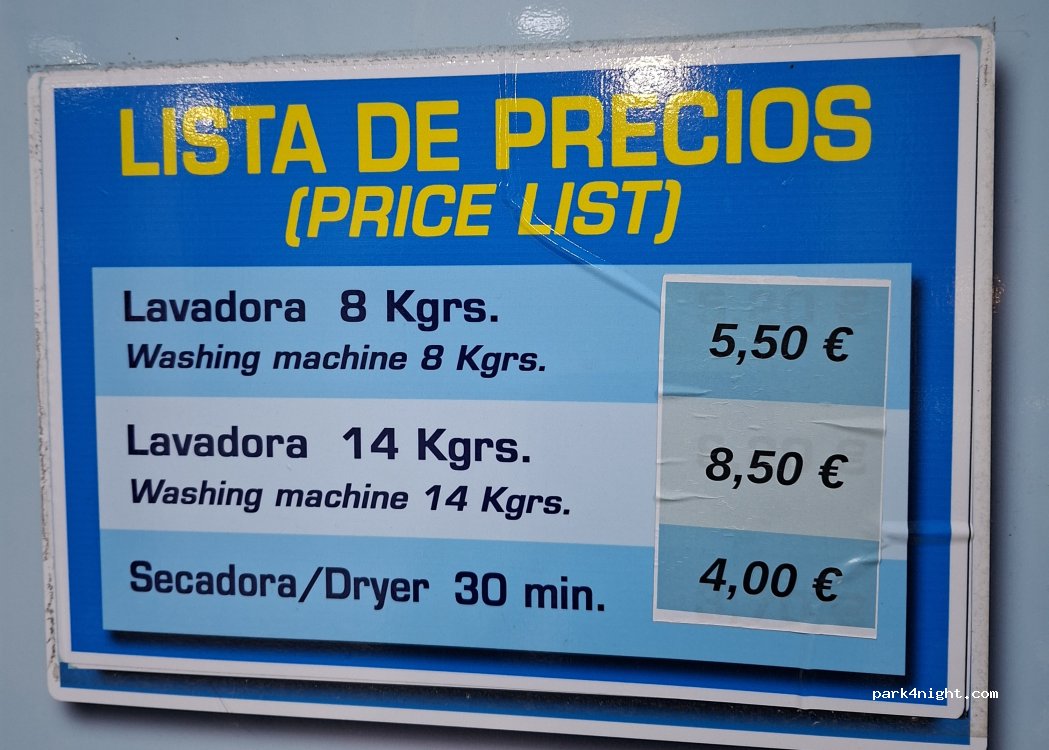 LISTA DE PRECIOS
(PRICE LIST)
Lavadora 8 Kgrs.
Washing machine 8 Kgrs.
5,50 €
Lavadora 14 Kgrs.
Washing machine 14 Kgrs.
8,50 €
Secadora/Dryer 30 min.
4,00 €
park4night.com